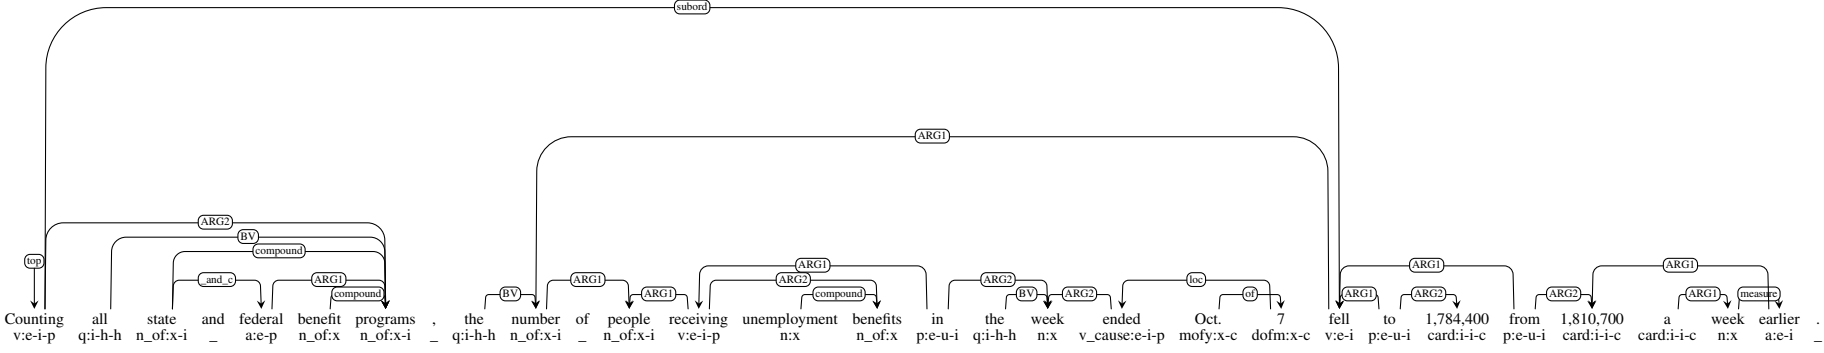 subord
ARG1
ARG2
BV
compound
top
_and_c ARG1 compound BV ARG1 ARG1 ARG1 ARG2 compound ARG2 BV ARG2 loc of ARG1 ARG2 ARG1 ARG2 ARG1 ARG1 measure
Counting all state and federal benefit programs , the number of people receiving unemployment benefits in the week ended Oct. 7 fell to 1,784,400 from 1,810,700 a week earlier .
v:e-i-p q:i-h-h n_of:x-i _ a:e-p n_of:x n_of:x-i _ q:i-h-h n_of:x-i _ n_of:x-i v:e-i-p n:x n_of:x p:e-u-i q:i-h-h n:x v_cause:e-i-p mofy:x-c dofm:x-c v:e-i p:e-u-i card:i-i-c p:e-u-i card:i-i-c card:i-i-c n:x a:e-i _